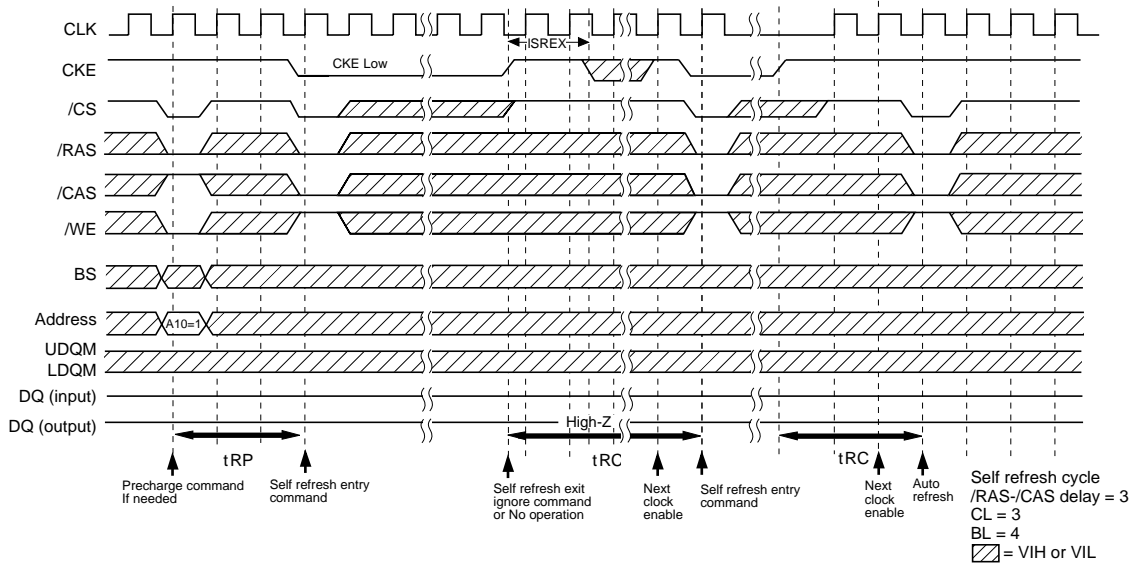 CLK
ISREX
CKE
CKE Low
/CS
/RAS
/CAS
/WE
BS
Address
A10=1
UDQM
LDQM
DQ (input)
DQ (output)
High-Z
tRP
tRC
tRC
Precharge command
If needed
Self refresh entry
command
Self refresh exit
ignore command
or No operation
Next
clock
enable
Self refresh entry
command
Next
clock
enable
Auto
refresh
Self refresh cycle
/RAS-/CAS delay = 3
CL = 3
BL = 4
= VIH or VIL